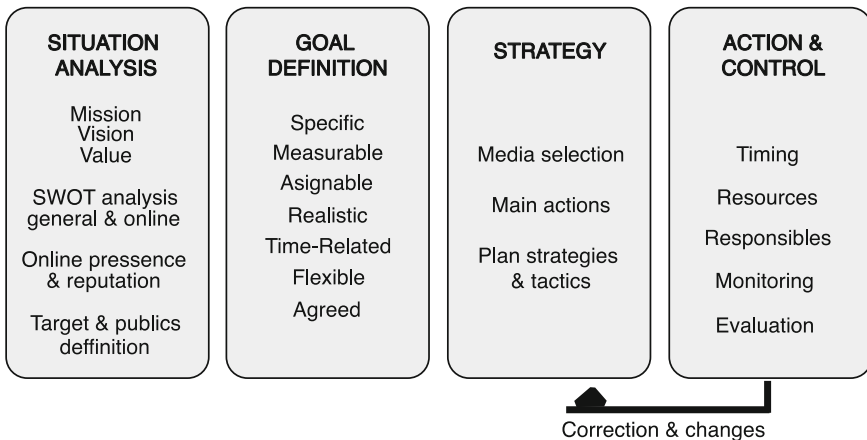 SITUATION
ANALYSIS
Mission
Vision
Value
SWOT analysis
general & online
Online pressence
& reputation
Target & publics
deffinition
GOAL
DEFINITION
Specific
Measurable
Asignable
Realistic
Time-Related
Flexible
Agreed
STRATEGY
Media selection
Main actions
Plan strategies
& tactics
ACTION &
CONTROL
Timing
Resources
Responsibles
Monitoring
Evaluation
Correction & changes